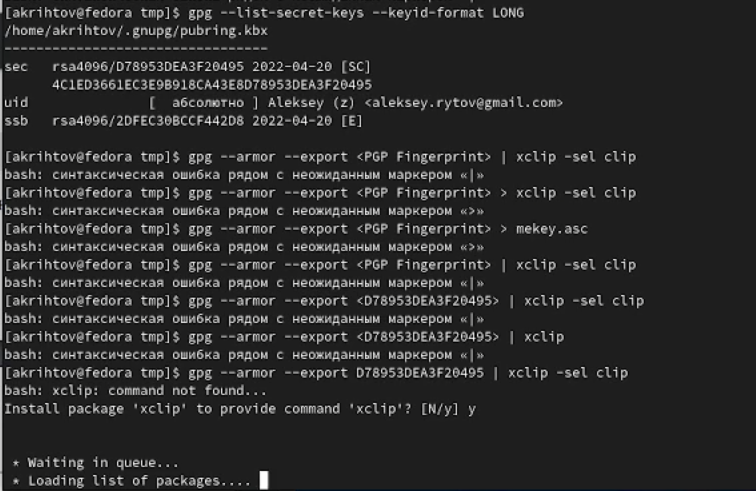 [akrihtov@fedora tmp]$ gpg --list-secret-keys --keyid-format LONG
/home/akrihtov/.gnupg/pubring.kbx
---------------------------------
sec   rsa4096/D78953DEA3F20495 2022-04-20 [SC]
      4C1ED3661EC3E9B918CA43E8D78953DEA3F20495
uid              [  абсолютно ] Aleksey (z) <aleksey.rytov@gmail.com>
ssb   rsa4096/2DFEC30BCCF442D8 2022-04-20 [E]
[akrihtov@fedora tmp]$ gpg --armor --export <PGP Fingerprint> | xclip -sel clip
bash: синтаксическая ошибка рядом с неожиданным маркером «|»
[akrihtov@fedora tmp]$ gpg --armor --export <PGP Fingerprint> > xclip -sel clip
bash: синтаксическая ошибка рядом с неожиданным маркером «>»
[akrihtov@fedora tmp]$ gpg --armor --export <PGP Fingerprint> > mekey.asc
bash: синтаксическая ошибка рядом с неожиданным маркером «>»
[akrihtov@fedora tmp]$ gpg --armor --export <PGP Fingerprint> | xclip -sel clip
bash: синтаксическая ошибка рядом с неожиданным маркером «|»
[akrihtov@fedora tmp]$ gpg --armor --export <D78953DEA3F20495> | xclip -sel clip
bash: синтаксическая ошибка рядом с неожиданным маркером «|»
[akrihtov@fedora tmp]$ gpg --armor --export <D78953DEA3F20495> | xclip
bash: синтаксическая ошибка рядом с неожиданным маркером «|»
[akrihtov@fedora tmp]$ gpg --armor --export D78953DEA3F20495 | xclip -sel clip
bash: xclip: command not found...
Install package 'xclip' to provide command 'xclip'? [N/y] y
* Waiting in queue...
* Loading list of packages....